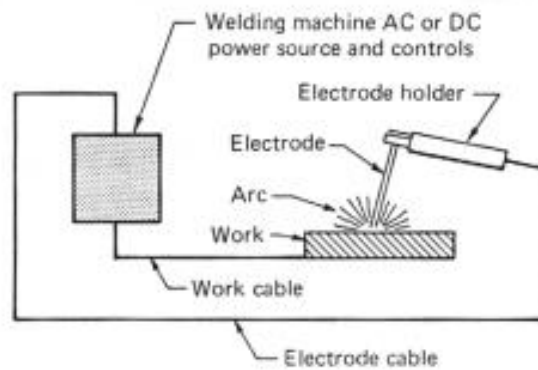 Welding machine AC or DC
power source and controls
Electrode holder
Electrode
Arc
Work
Work cable
Electrode cable